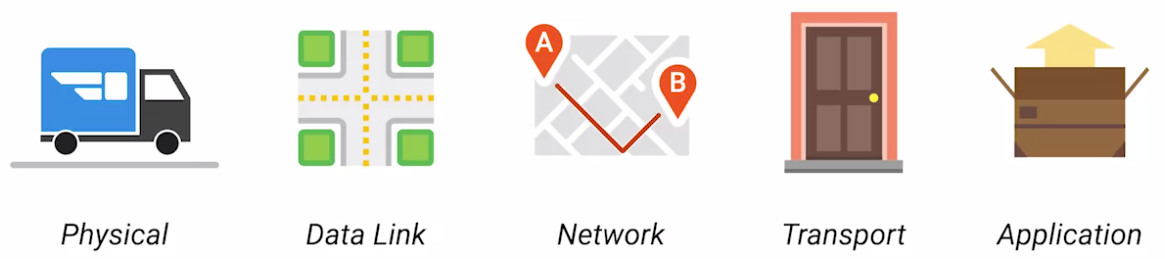 A
B
Physical
Data Link
Network
Transport
Application